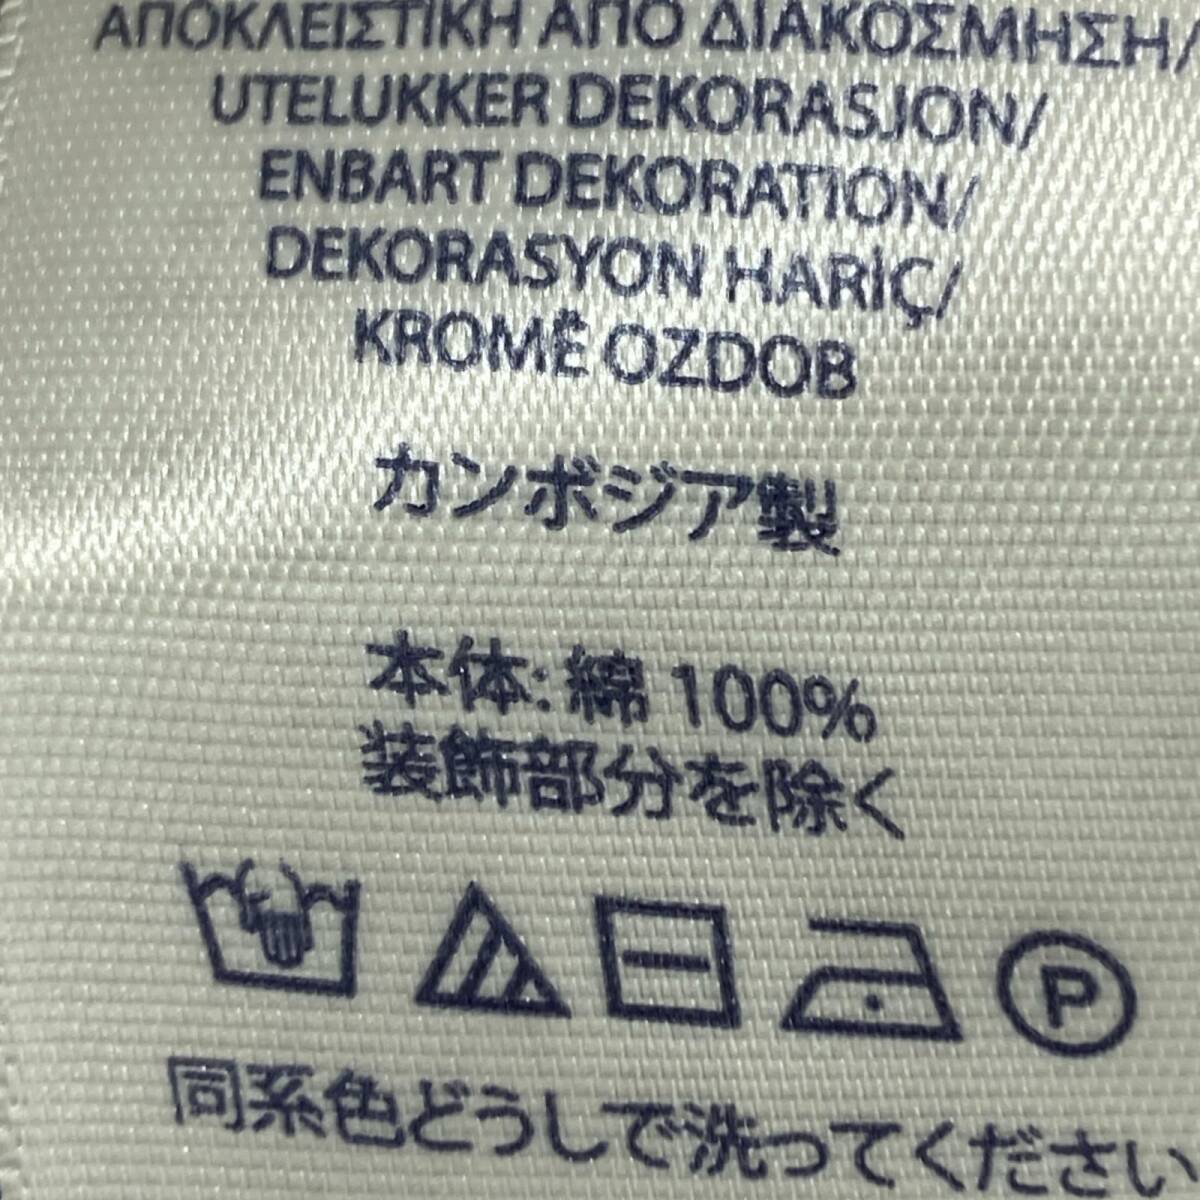 ΑΠΟΚΛΕΙΣΤΙΚΗ ΑΠΟ ΔΙΑΚΟΣΜΗΣΗ/
UTELUKKER DEKORASJON/
ENBART DEKORATION/
DEKORASYON HARİÇ/
KROMĚ OZDOB
カンボジア製
本体: 綿 100%
装飾部分を除く
P
同系色どうしで洗ってください